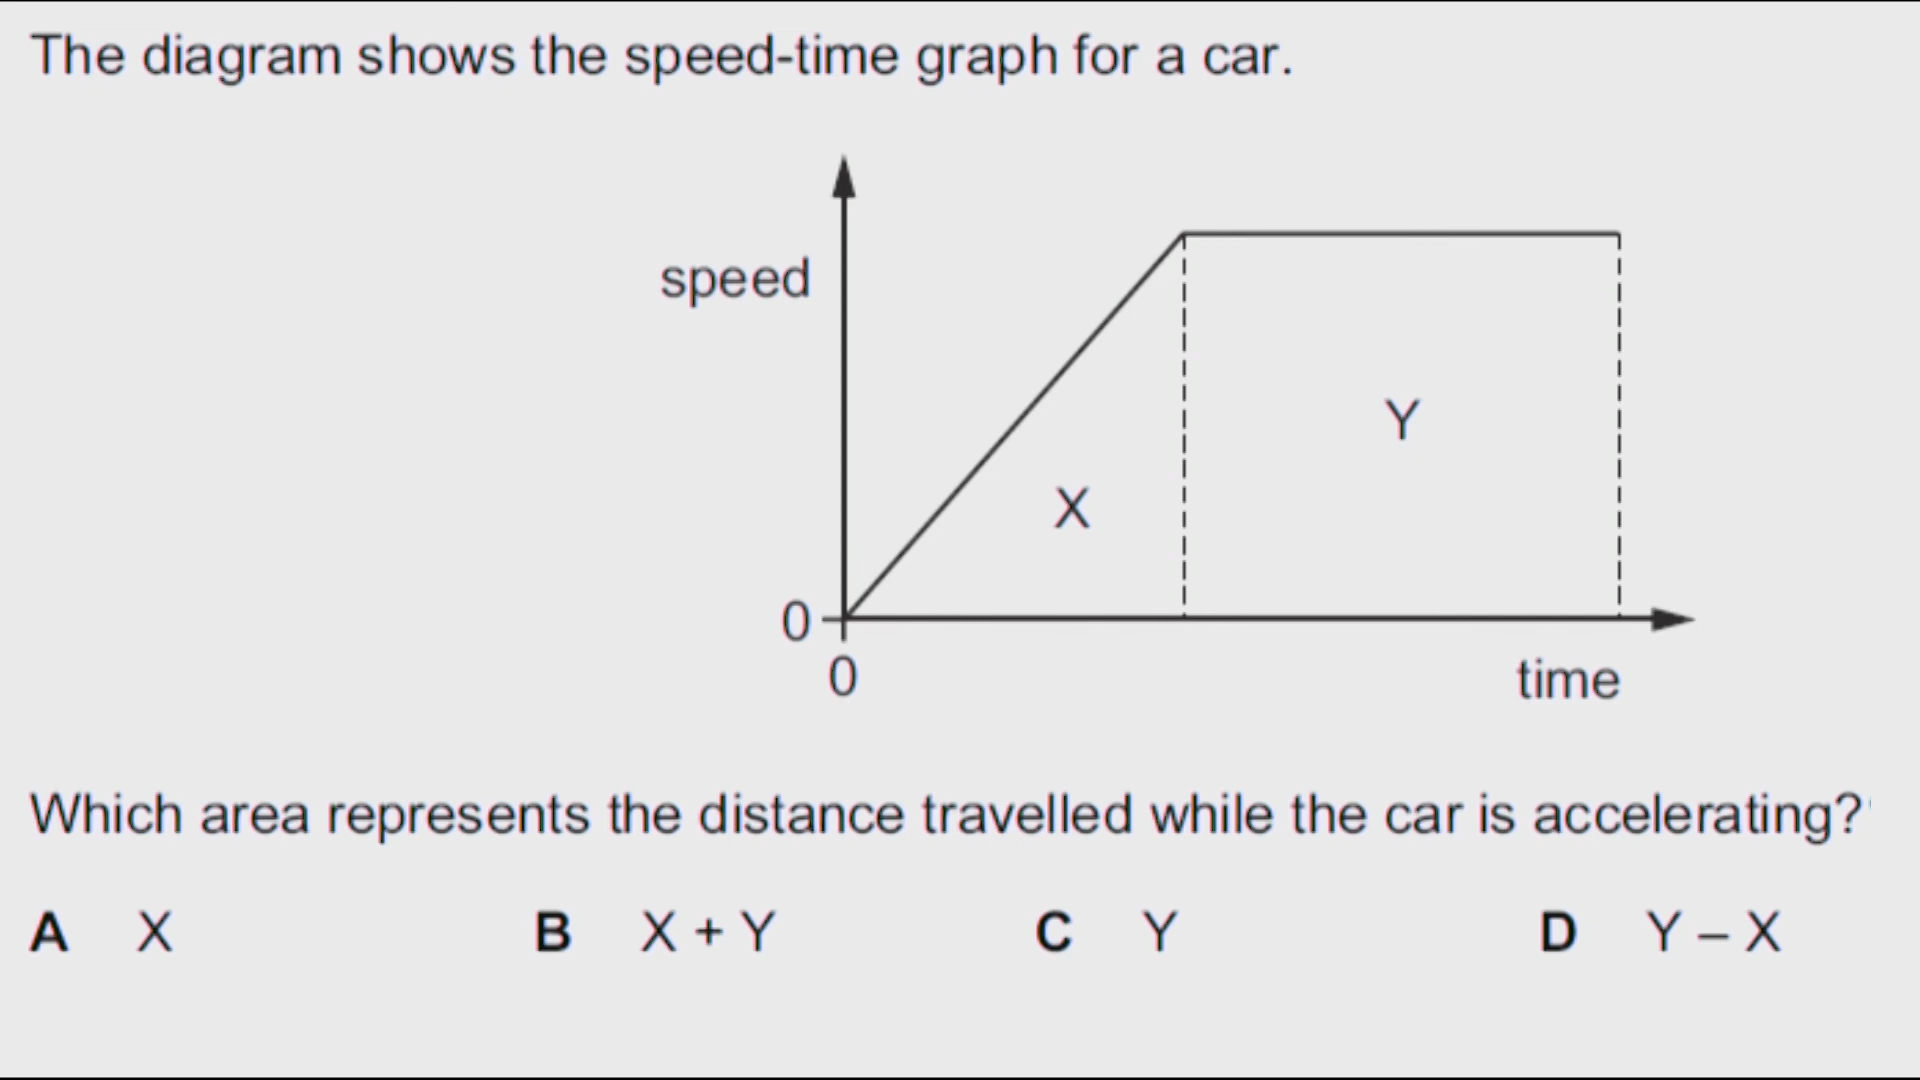 The diagram shows the speed-time graph for a car.
speed
Y
X
0
0
time
Which area represents the distance travelled while the car is accelerating?
A X B X + Y C Y D Y – X